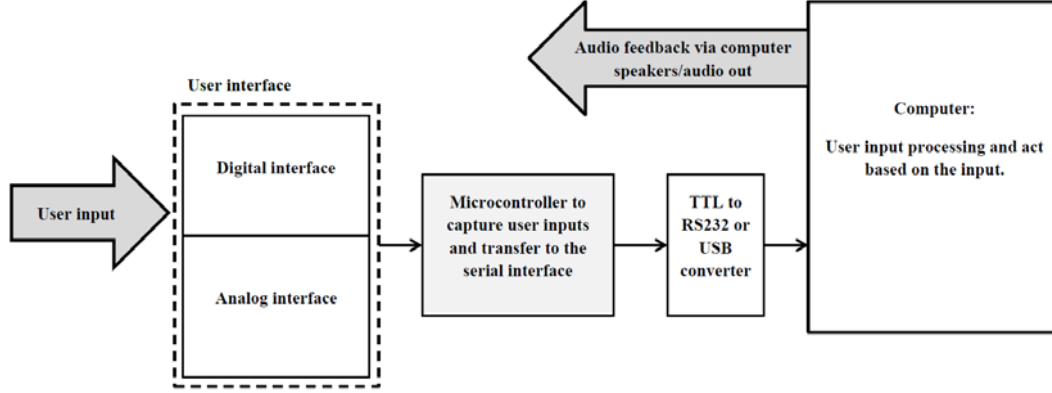 User input
User interface
Digital interface
Analog interface
Microcontroller to
capture user inputs
and transfer to the
serial interface
TTL to
RS232 or
USB
converter
Computer:
User input processing and act
based on the input.
Audio feedback via computer
speakers/audio out